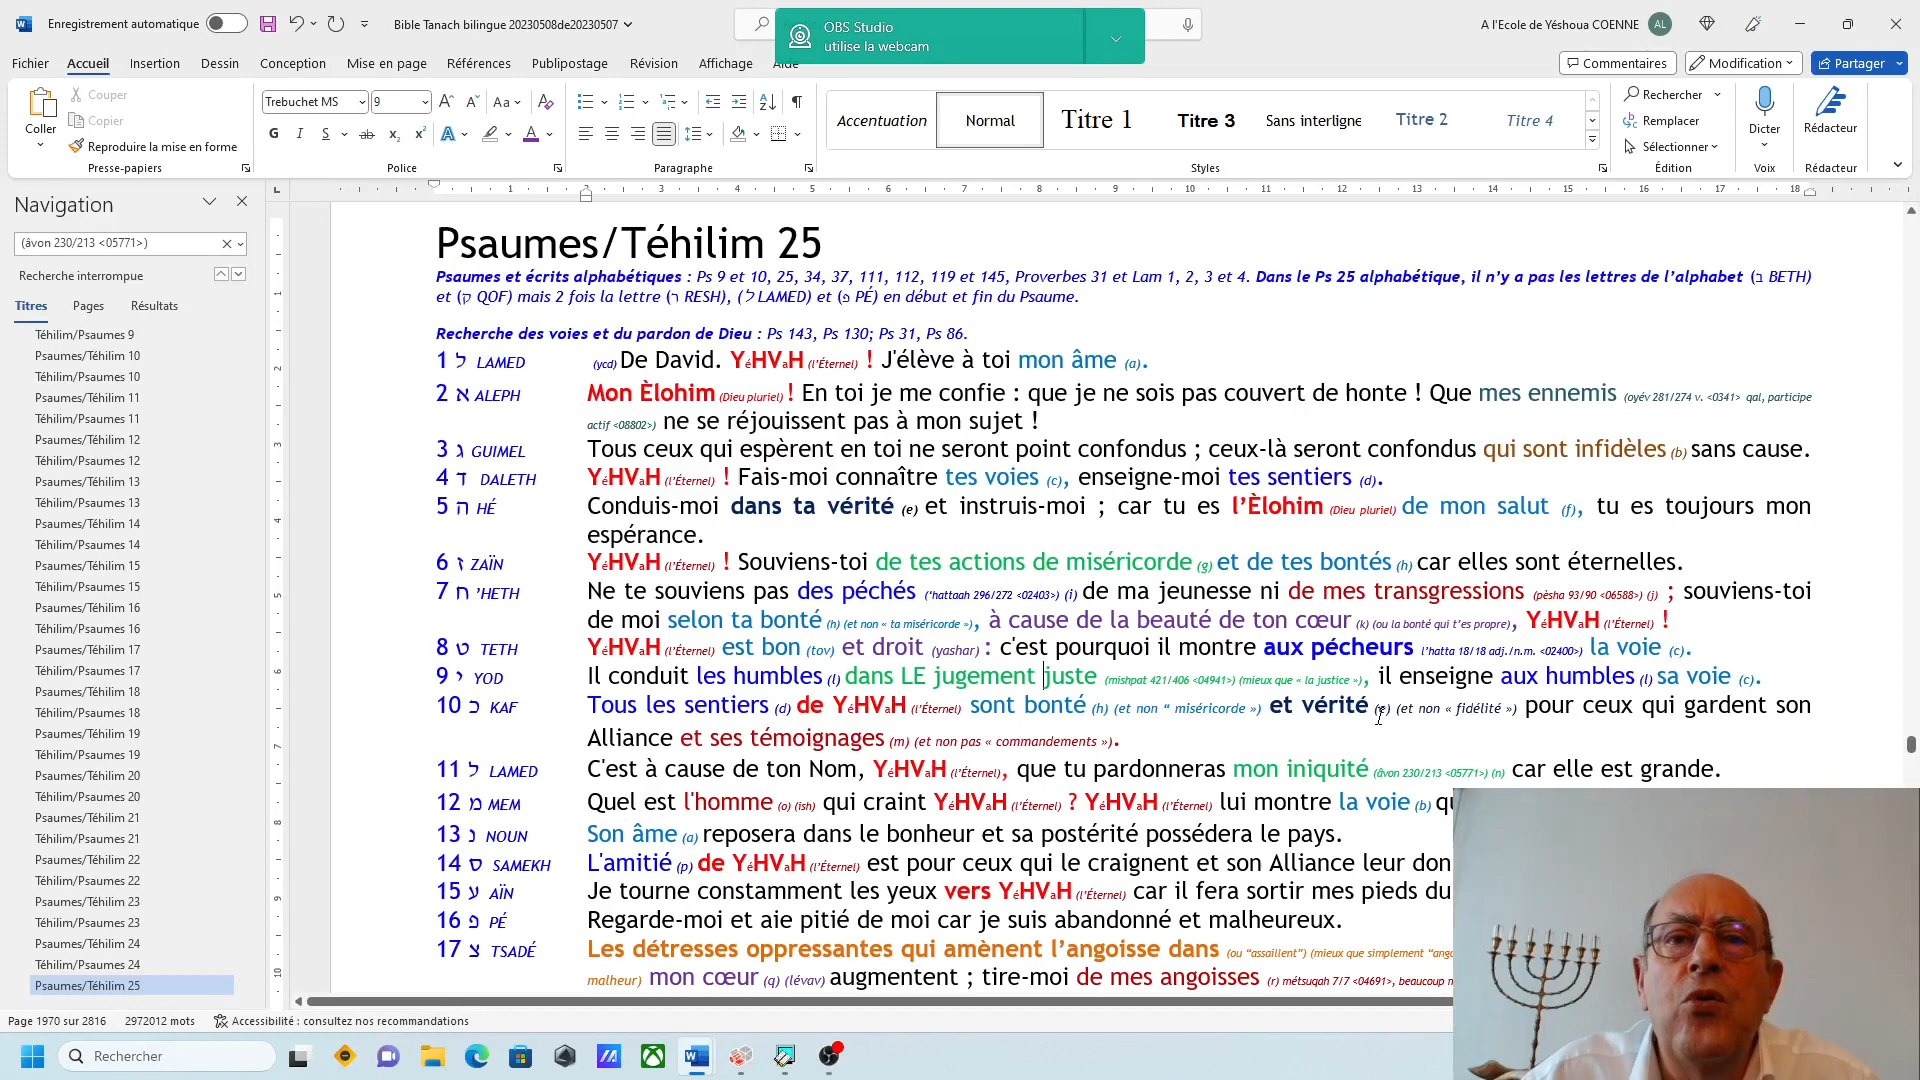 Enregistrement automatique
Bible Tanach bilingue 20230508de20230507
OBS Studio
utilise la webcam
A l'Ecole de Yéshoua COENNE
AL
Fichier Accueil Insertion Dessin Conception Mise en page Références Publipostage Révision Affichage Aide
Commentaires Modification Partager
Coller
Couper
Copier
Reproduire la mise en forme
Trebuchet MS 9
Accentuation Normal Titre 1 Titre 3 Sans interligne Titre 2 Titre 4
Rechercher
Remplacer
Sélectionner
Dicter
Rédacteur
Presse-papiers Police Paragraphe Styles Édition Voix Rédacteur
Navigation
(âvon 230/213 <05771>)
Recherche interrompue
Titres Pages Résultats
Téhilim/Psaumes 9
Psaumes/Téhilim 10
Psaumes/Téhilim 10
Psaumes/Téhilim 11
Psaumes/Téhilim 11
Psaumes/Téhilim 12
Psaumes/Téhilim 12
Psaumes/Téhilim 13
Psaumes/Téhilim 13
Psaumes/Téhilim 14
Psaumes/Téhilim 14
Psaumes/Téhilim 15
Psaumes/Téhilim 15
Psaumes/Téhilim 16
Psaumes/Téhilim 16
Psaumes/Téhilim 17
Psaumes/Téhilim 17
Psaumes/Téhilim 18
Psaumes/Téhilim 18
Psaumes/Téhilim 19
Psaumes/Téhilim 19
Psaumes/Téhilim 20
Psaumes/Téhilim 20
Psaumes/Téhilim 21
Psaumes/Téhilim 21
Psaumes/Téhilim 22
Psaumes/Téhilim 22
Psaumes/Téhilim 23
Psaumes/Téhilim 23
Psaumes/Téhilim 24
Psaumes/Téhilim 24
Psaumes/Téhilim 25
Psaumes/Téhilim 25
Psaumes et écrits alphabétiques : Ps 9 et 10, 25, 34, 37, 111, 112, 119 et 145, Proverbes 31 et Lam 1, 2, 3 et 4. Dans le Ps 25 alphabétique, il n’y a pas les lettres de l’alphabet (ב BETH)
et (ק QOF) mais 2 fois la lettre (ר RESH), (ל LAMED) et (פ PÉ) en début et fin du Psaume.
Recherche des voies et du pardon de Dieu : Ps 143, Ps 130; Ps 31, Ps 86.
1 ל LAMED (ycd) De David. YéHVaH (l’Éternel) ! J'élève à toi mon âme (a).
2 א ALEPH Mon Èlohim (Dieu pluriel) ! En toi je me confie : que je ne sois pas couvert de honte ! Que mes ennemis (oyév 281/274 v. <0341> qal, participe
actif <08802>) ne se réjouissent pas à mon sujet !
3 ג GUIMEL Tous ceux qui espèrent en toi ne seront point confondus ; ceux-là seront confondus qui sont infidèles (b) sans cause.
4 ד DALETH YéHVaH (l’Éternel) ! Fais-moi connaître tes voies (c), enseigne-moi tes sentiers (d).
5 ה HÉ Conduis-moi dans ta vérité (e) et instruis-moi ; car tu es l’Èlohim (Dieu pluriel) de mon salut (f), tu es toujours mon
espérance.
6 ז ZAÏN YéHVaH (l’Éternel) ! Souviens-toi de tes actions de miséricorde (g) et de tes bontés (h) car elles sont éternelles.
7 ח ’HETH Ne te souviens pas des péchés (‘hattaah 296/272 <02403>) (i) de ma jeunesse ni de mes transgressions (pèsha 93/90 <06588>) (j) ; souviens-toi
de moi selon ta bonté (h) (et non « ta miséricorde »), à cause de la beauté de ton cœur (k) (ou la bonté qui t’es propre), YéHVaH (l’Éternel) !
8 ט TETH YéHVaH (l’Éternel) est bon (tov) et droit (yashar) : c'est pourquoi il montre aux pécheurs l’hatta 18/18 adj./n.m. <02400>) la voie (c).
9 י YOD Il conduit les humbles (l) dans LE jugement juste (mishpat 421/406 <04941>) (mieux que « la justice »), il enseigne aux humbles (l) sa voie (c).
10 כ KAF Tous les sentiers (d) de YéHVaH (l’Éternel) sont bonté (h) (et non “ miséricorde ») et vérité (e) (et non « fidélité ») pour ceux qui gardent son
Alliance et ses témoignages (m) (et non pas « commandements »).
11 ל LAMED C'est à cause de ton Nom, YéHVaH (l’Éternel), que tu pardonneras mon iniquité (âvon 230/213 <05771>) (n) car elle est grande.
12 מ MEM Quel est l'homme (o) (ish) qui craint YéHVaH (l’Éternel) ? YéHVaH (l’Éternel) lui montre la voie (b)
13 נ NOUN Son âme (a) reposera dans le bonheur et sa postérité possédera le pays.
14 ס SAMEKH L'amitié (p) de YéHVaH (l’Éternel) est pour ceux qui le craignent et son Alliance leur
15 ע AÏN Je tourne constamment les yeux vers YéHVaH (l’Éternel) car il fera sortir mes pieds du
16 פ PÉ Regarde-moi et aie pitié de moi car je suis abandonné et malheureux.
17 צ TSADÉ Les détresses oppressantes qui amènent l’angoisse dans (ou “assaillent”) (mieux que simplement
malheur) mon cœur (q) (lévav) augmentent ; tire-moi de mes angoisses (r) métsuqah 7/7 <04691>, beaucoup
Page 1970 sur 2816 2972012 mots Accessibilité : consultez nos recommandations
Rechercher